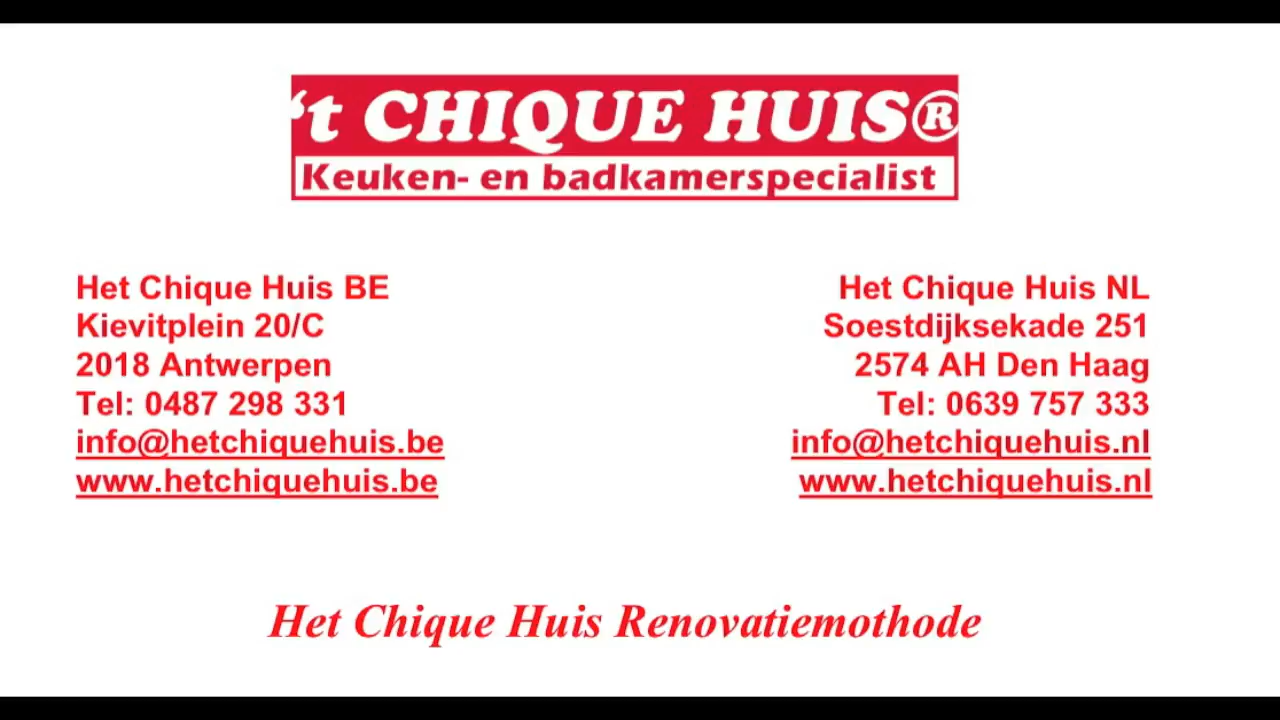 't CHIQUE HUIS®
Keuken- en badkamerspecialist
Het Chique Huis BE
Kievitplein 20/C
2018 Antwerpen
Tel: 0487 298 331
info@hetchiquehuis.be
www.hetchiquehuis.be
Het Chique Huis NL
Soestdijksekade 251
2574 AH Den Haag
Tel: 0639 757 333
info@hetchiquehuis.nl
www.hetchiquehuis.nl
Het Chique Huis Renovatiemothode